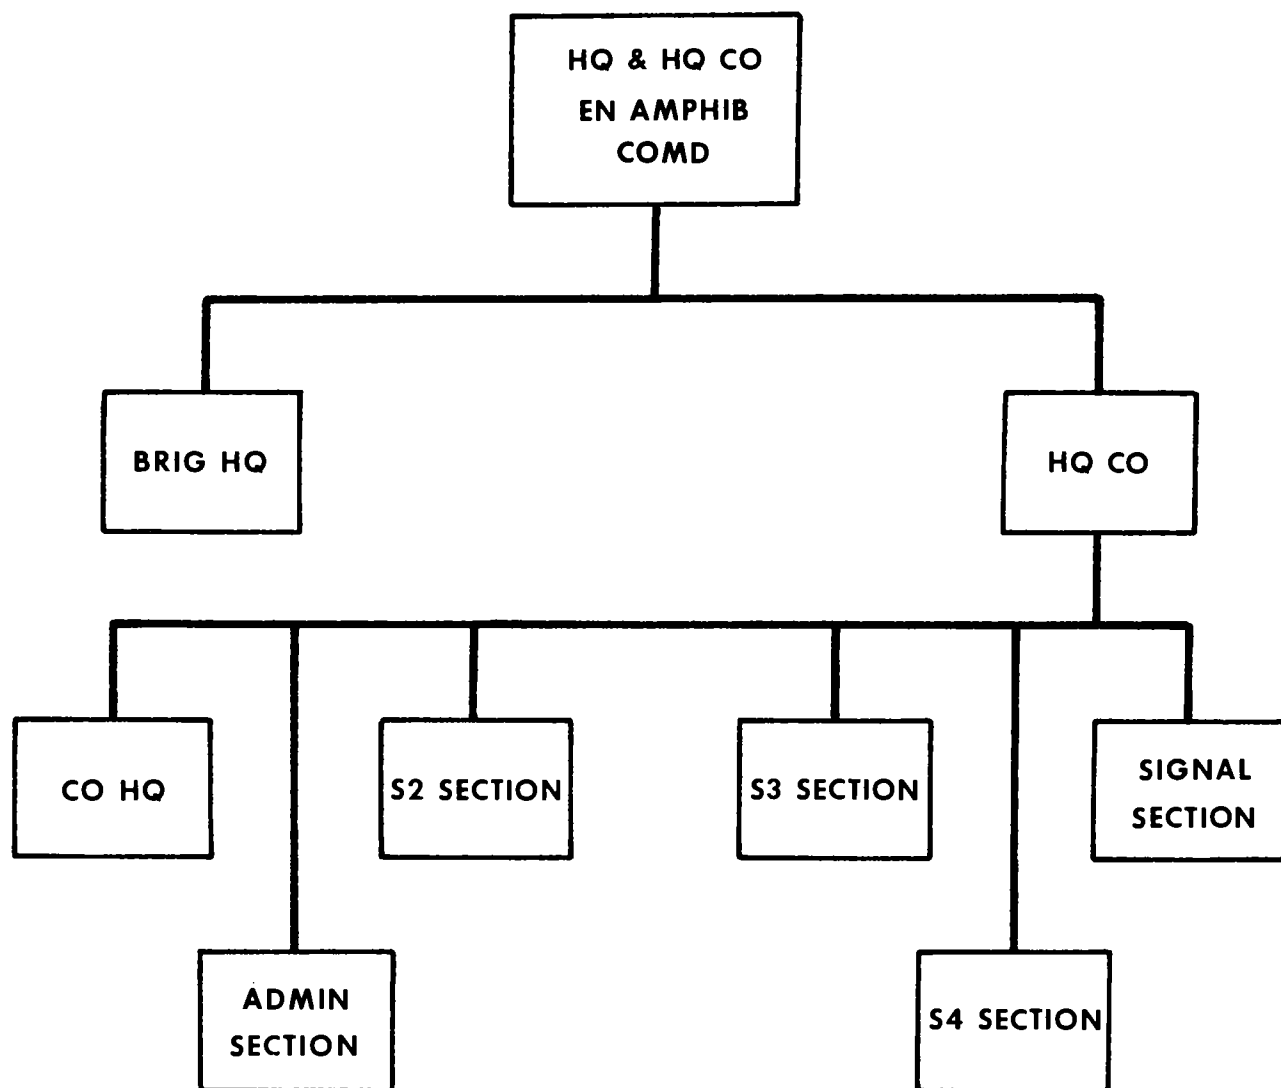 HQ & HQ CO
EN AMPHIB
COMD
BRIG HQ
HQ CO
CO HQ
S2 SECTION
S3 SECTION
SIGNAL
SECTION
ADMIN
SECTION
S4 SECTION